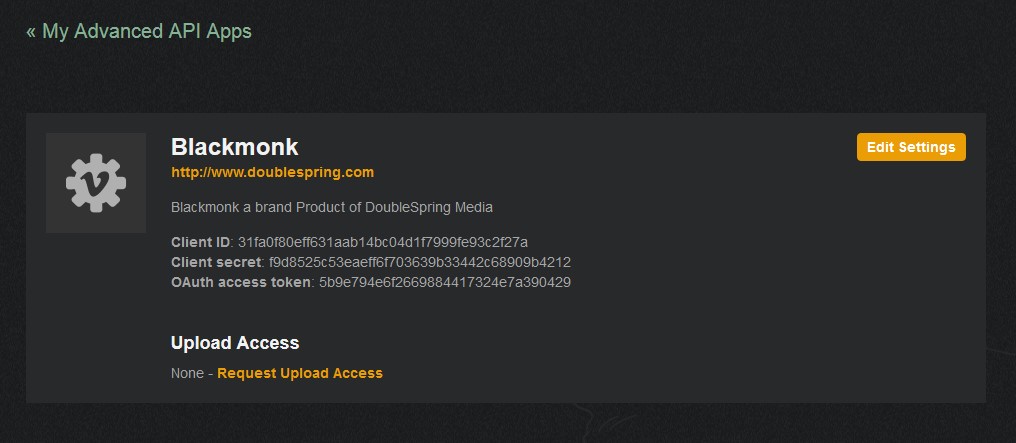 « My Advanced API Apps
Blackmonk
Edit Settings
http://www.doublespring.com
Blackmonk a brand Product of DoubleSpring Media
Client ID: 31fa0f80eff631aab14bc04d1f7999fe93c2f27a
Client secret: f9d8525c53eaeff6f703639b33442c68909b4212
OAuth access token: 5b9e794e6f2669884417324e7a390429
Upload Access
None - Request Upload Access